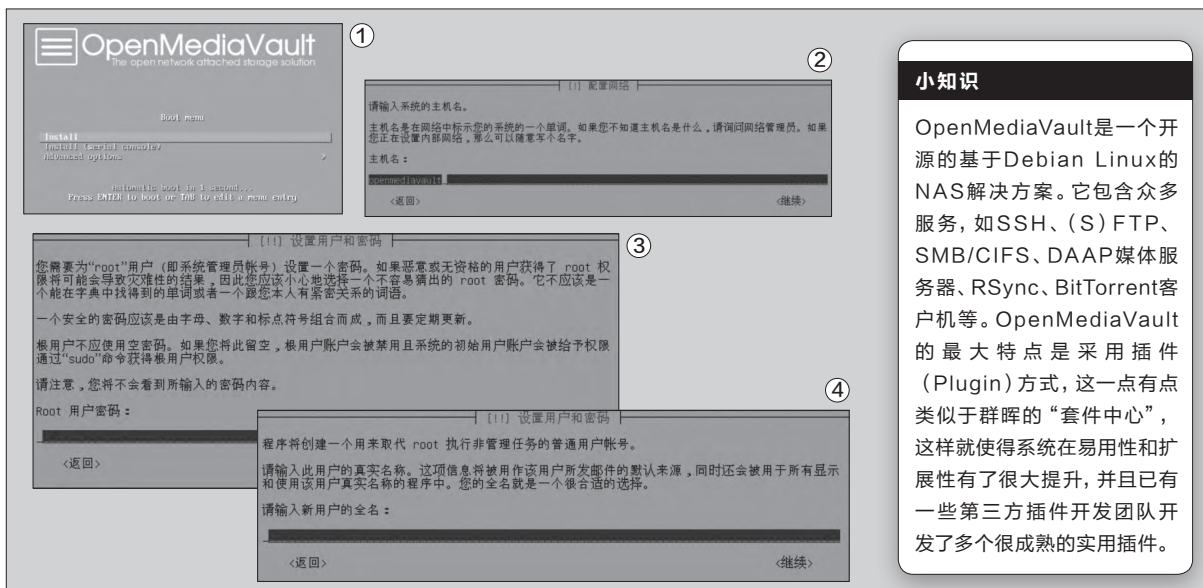 OpenMediaVault
The open network attached storage solution
①
Boot menu
Install
Install (serial console)
Advanced options >
Automatic boot in 1 second...
Press ENTER to boot or TAB to edit a menu entry
②
[!] 配置网络
请输入系统的主机名。
主机名是在网络中标示您的系统的一个单词。如果您不知道主机名是什么，请询问网络管理员。如果
您正在设置内部网络，那么可以随意写个名字。
主机名：
openmediavault
<返回> <继续>
③
[!!] 设置用户和密码
您需要为“root”用户 (即系统管理员帐号) 设置一个密码。如果恶意或无资格的用户获得了 root 权
限将可能会导致灾难性的结果，因此您应该小心地选择一个不容易猜出的 root 密码。它不应该是一
个能在字典中找得到的单词或者一个跟您本人有紧密关系的词语。
一个安全的密码应该是由字母、数字和标点符号组合而成，而且要定期更新。
根用户不应使用空密码。如果您将此留空，根用户账户会被禁用且系统的初始用户账户会被给予权限
通过“sudo”命令获得根用户权限。
请注意，您将不会看到所输入的密码内容。
Root 用户密码：
<返回>
④
[!!] 设置用户和密码
程序将创建一个用来取代 root 执行非管理任务的普通用户帐号。
请输入此用户的真实名称。这项信息将被用作该用户所发邮件的默认来源，同时还会被用于所有显示
和使用该用户真实名称的程序中。您的全名就是一个很合适的选择。
请输入新用户的全名：
<返回> <继续>
小知识
OpenMediaVault是一个开
源的基于Debian Linux的
NAS解决方案。它包含众多
服务，如SSH、(S)FTP、
SMB/CIFS、DAAP媒体服
务器、RSync、BitTorrent客
户机等。OpenMediaVault
的最大特点是采用插件
（Plugin）方式，这一点有点
类似于群晖的“套件中心”，
这样就使得系统在易用性和扩
展性有了很大提升，并且已有
一些第三方插件开发团队开
发了多个很成熟的实用插件。